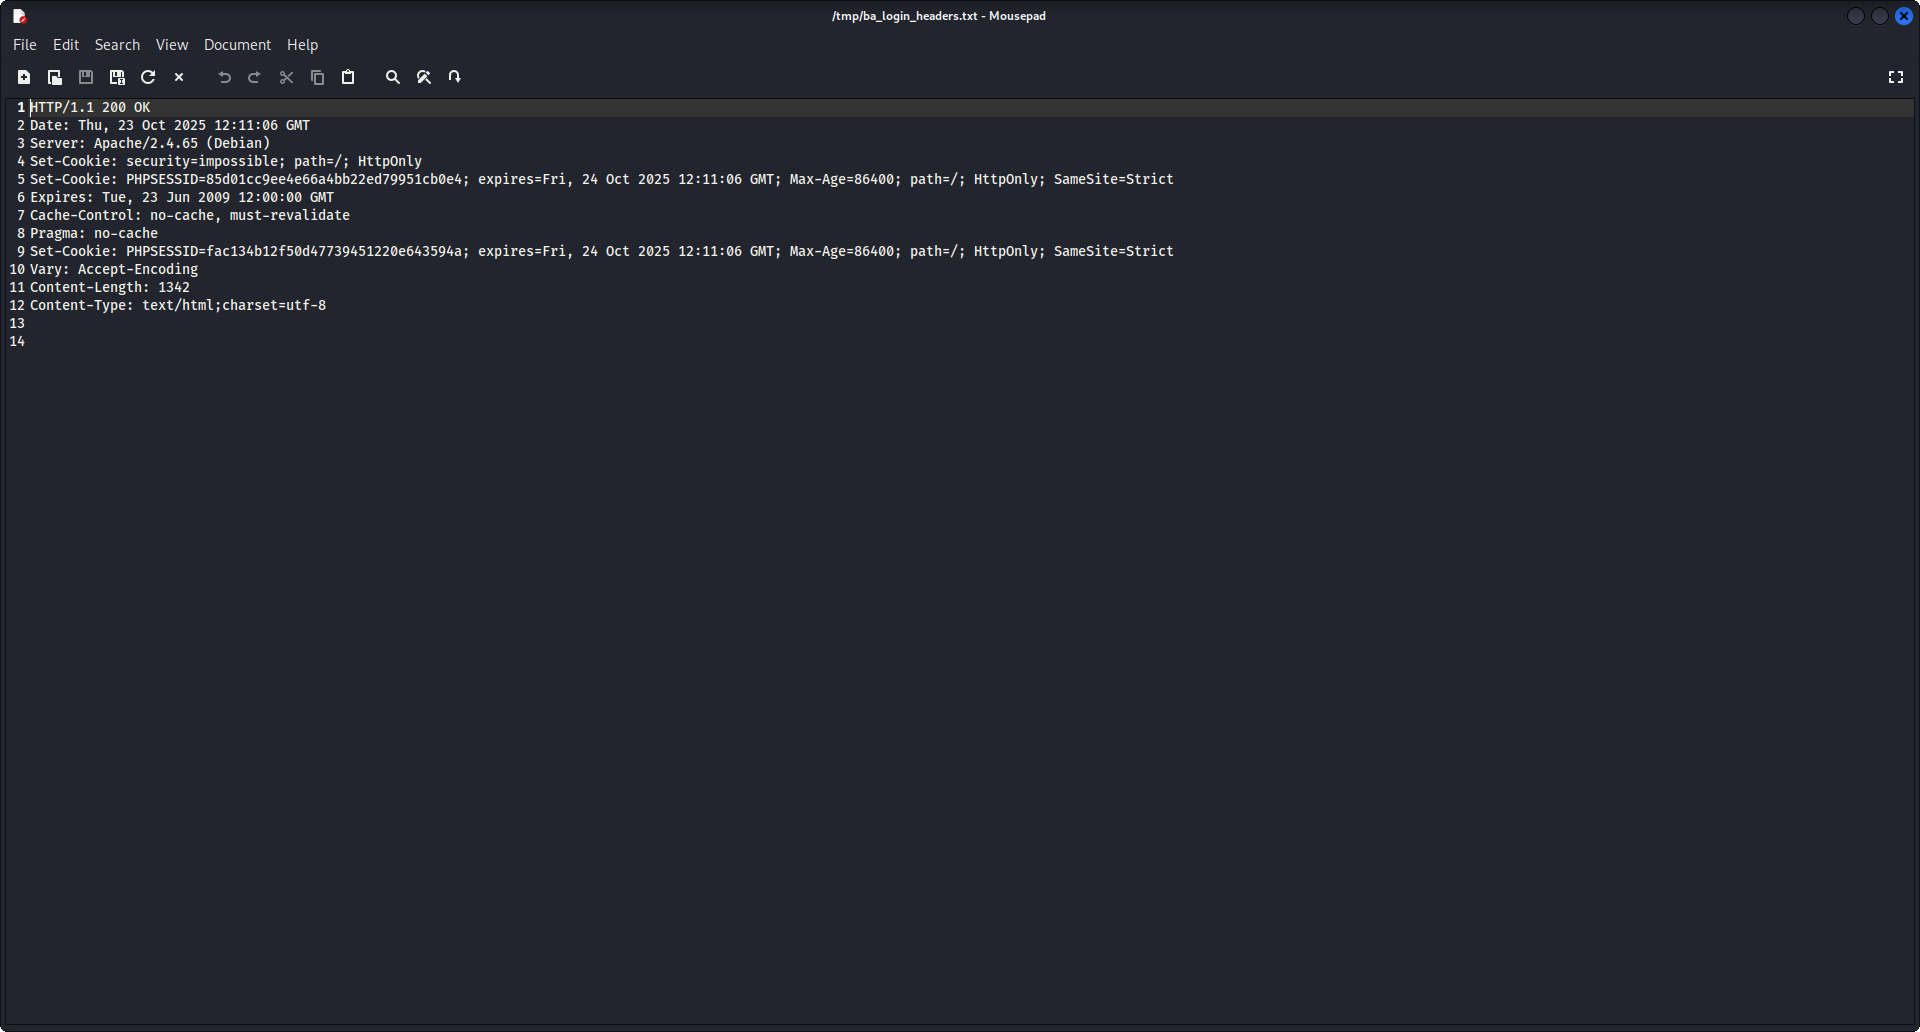 /tmp/ba_login_headers.txt - Mousepad
File Edit Search View Document Help
1 HTTP/1.1 200 OK
2 Date: Thu, 23 Oct 2025 12:11:06 GMT
3 Server: Apache/2.4.65 (Debian)
4 Set-Cookie: security=impossible; path=/; HttpOnly
5 Set-Cookie: PHPSESSID=85d01cc9ee4e66a4bb22ed79951cb0e4; expires=Fri, 24 Oct 2025 12:11:06 GMT; Max-Age=86400; path=/; HttpOnly; SameSite=Strict
6 Expires: Tue, 23 Jun 2009 12:00:00 GMT
7 Cache-Control: no-cache, must-revalidate
8 Pragma: no-cache
9 Set-Cookie: PHPSESSID=fac134b12f50d47739451220e643594a; expires=Fri, 24 Oct 2025 12:11:06 GMT; Max-Age=86400; path=/; HttpOnly; SameSite=Strict
10 Vary: Accept-Encoding
11 Content-Length: 1342
12 Content-Type: text/html;charset=utf-8
13
14